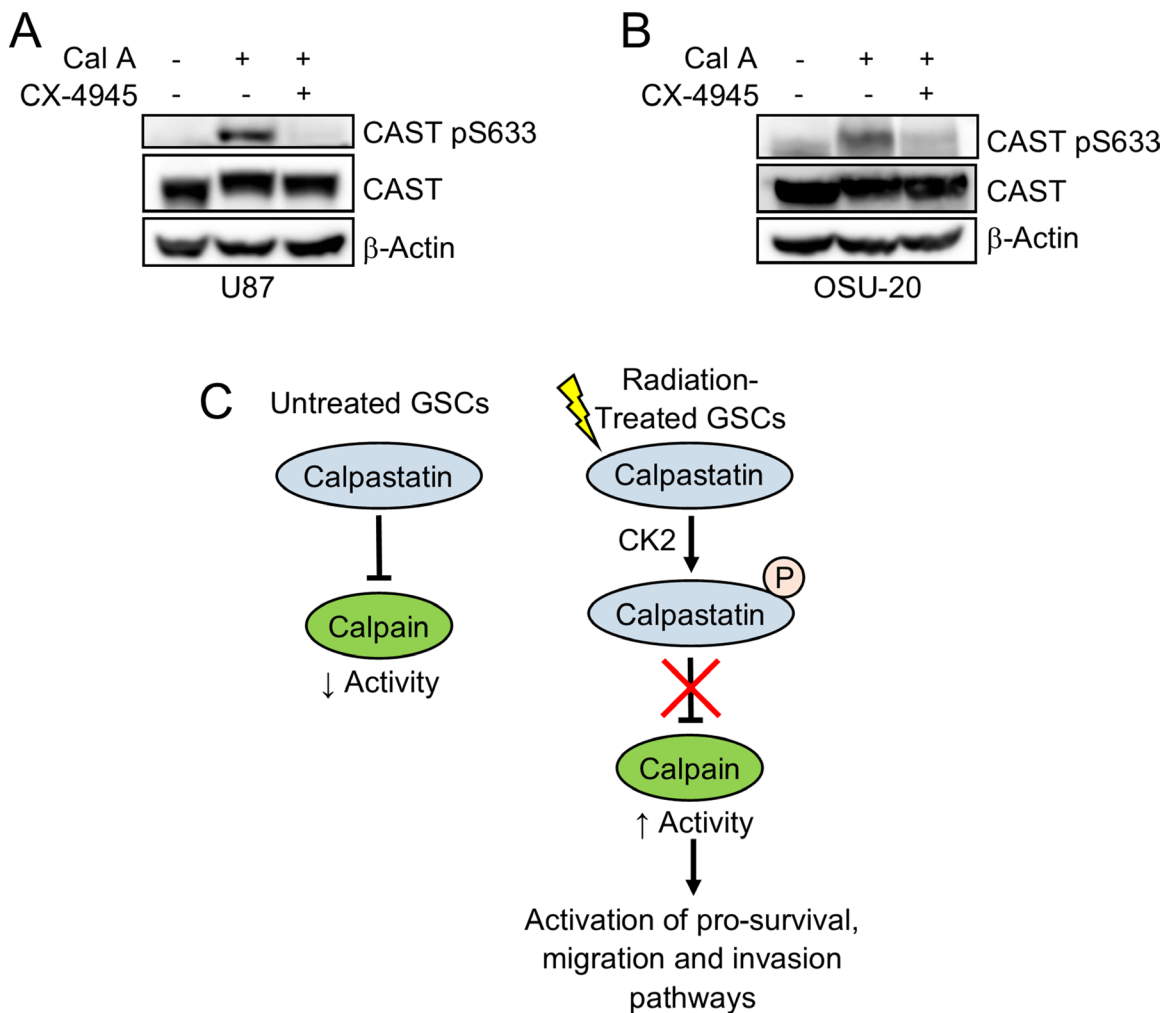 A
Cal A - + +
CX-4945 - - +
CAST pS633
CAST
β-Actin
U87
B
Cal A - + +
CX-4945 - - +
CAST pS633
CAST
β-Actin
OSU-20
C
Untreated GSCs
Calpastatin
Calpain
↓ Activity
Radiation-
Treated GSCs
Calpastatin
CK2
P
Calpastatin
Calpain
↑ Activity
Activation of pro-survival,
migration and invasion
pathways